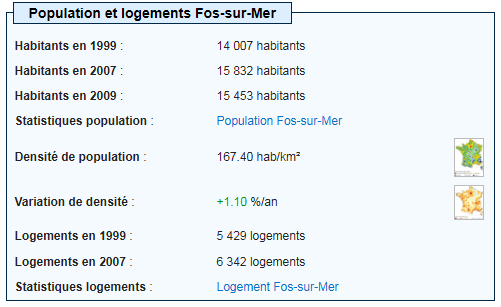 Population et logements Fos-sur-Mer
Habitants en 1999 : 14 007 habitants
Habitants en 2007 : 15 832 habitants
Habitants en 2009 : 15 453 habitants
Statistiques population : Population Fos-sur-Mer
Densité de population : 167.40 hab/km²
Variation de densité : +1.10 %/an
Logements en 1999 : 5 429 logements
Logements en 2007 : 6 342 logements
Statistiques logements : Logement Fos-sur-Mer